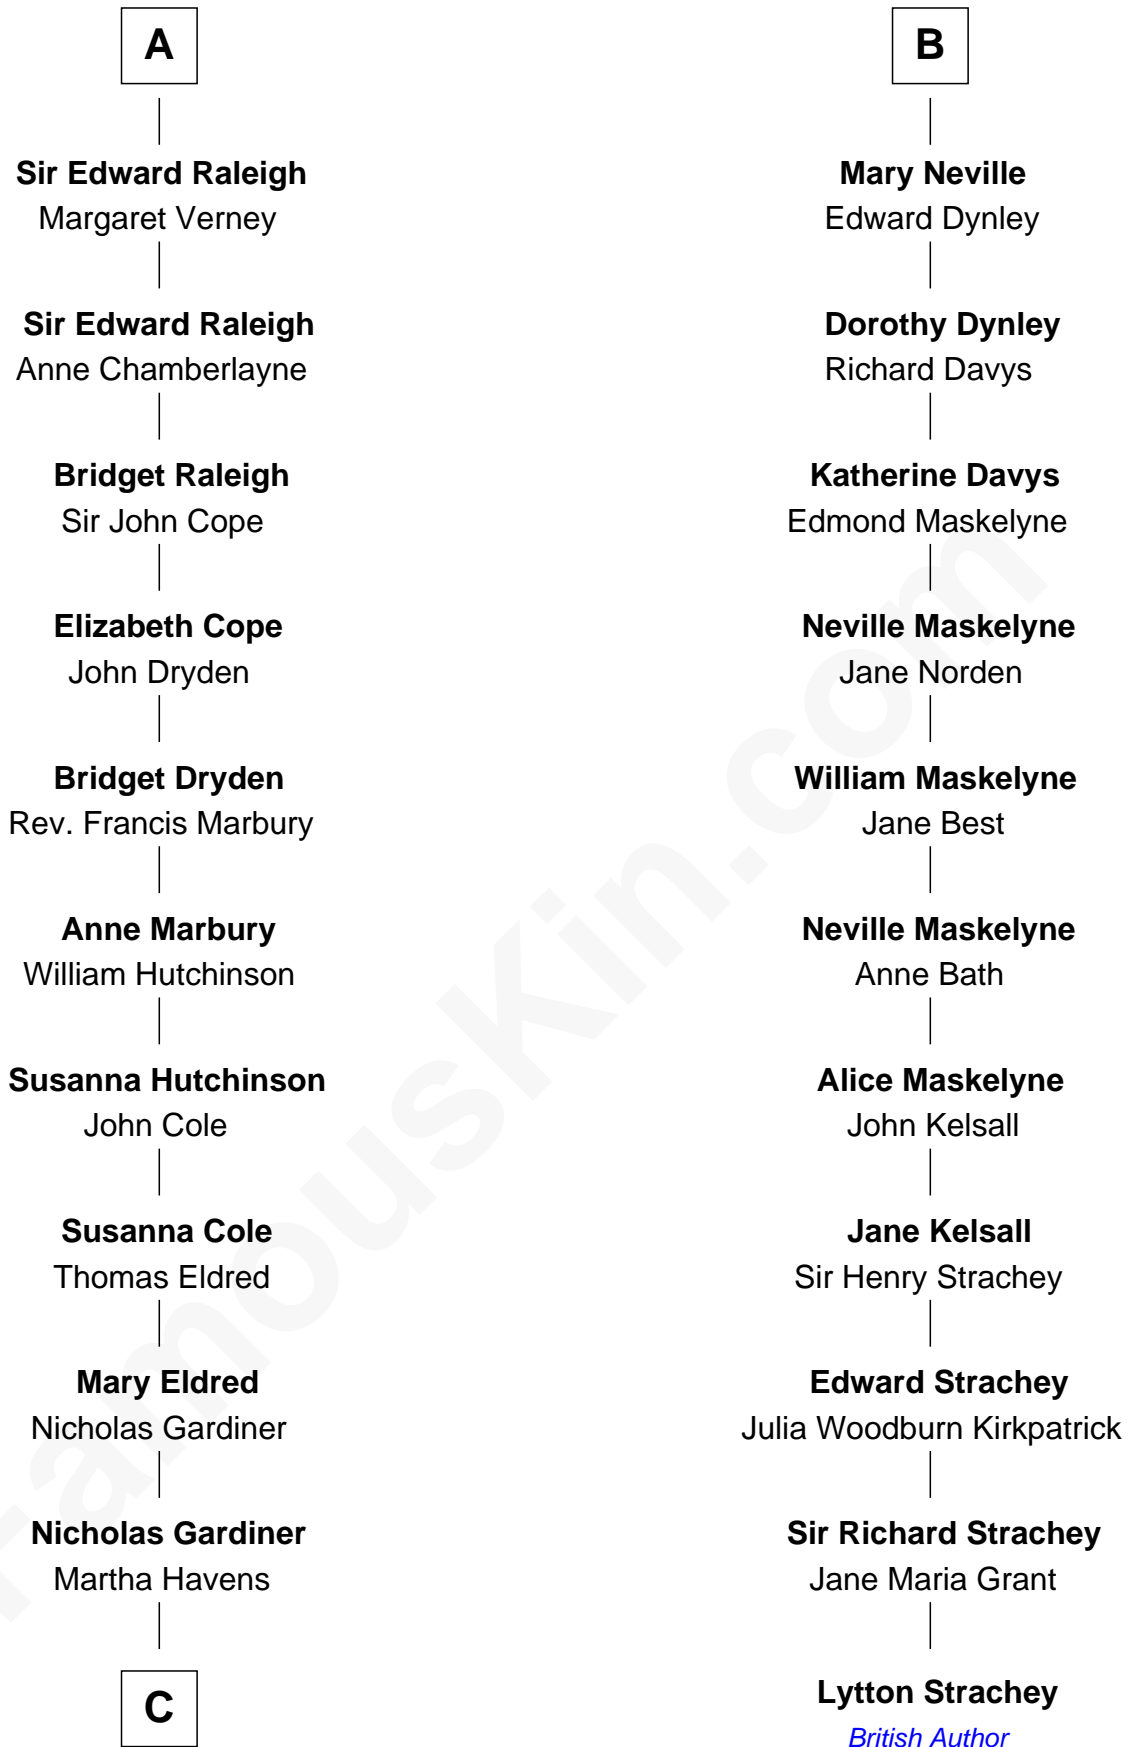 A
Sir Edward Raleigh
Margaret Verney
Sir Edward Raleigh
Anne Chamberlayne
Bridget Raleigh
Sir John Cope
Elizabeth Cope
John Dryden
Bridget Dryden
Rev. Francis Marbury
Anne Marbury
William Hutchinson
Susanna Hutchinson
John Cole
Susanna Cole
Thomas Eldred
Mary Eldred
Nicholas Gardiner
Nicholas Gardiner
Martha Havens
C
B
Mary Neville
Edward Dynley
Dorothy Dynley
Richard Davys
Katherine Davys
Edmond Maskelyne
Neville Maskelyne
Jane Norden
William Maskelyne
Jane Best
Neville Maskelyne
Anne Bath
Alice Maskelyne
John Kelsall
Jane Kelsall
Sir Henry Strachey
Edward Strachey
Julia Woodburn Kirkpatrick
Sir Richard Strachey
Jane Maria Grant
Lytton Strachey
British Author
FamousKin.com